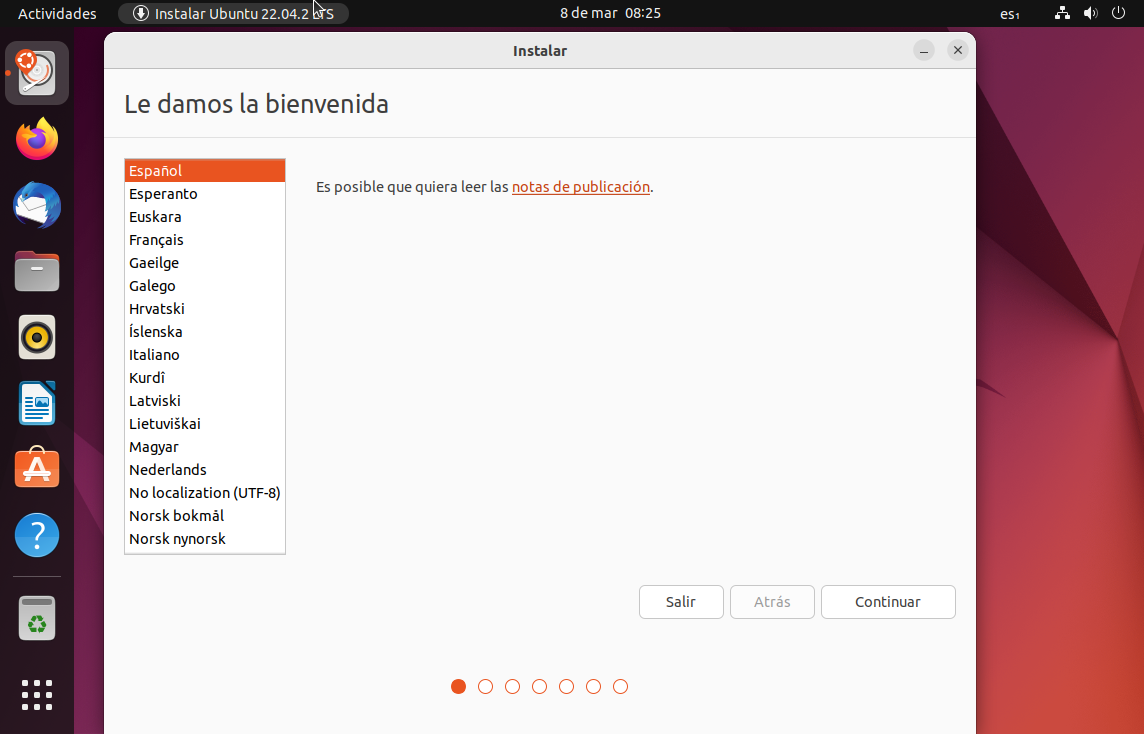 Actividades
Instalar Ubuntu 22.04.2 LTS
8 de mar 08:25
es₁
Instalar
Le damos la bienvenida
Español
Esperanto
Euskara
Français
Gaeilge
Galego
Hrvatski
Íslenska
Italiano
Kurdî
Latviski
Lietuviškai
Magyar
Nederlands
No localization (UTF-8)
Norsk bokmål
Norsk nynorsk
Es posible que quiera leer las notas de publicación.
Salir
Atrás
Continuar